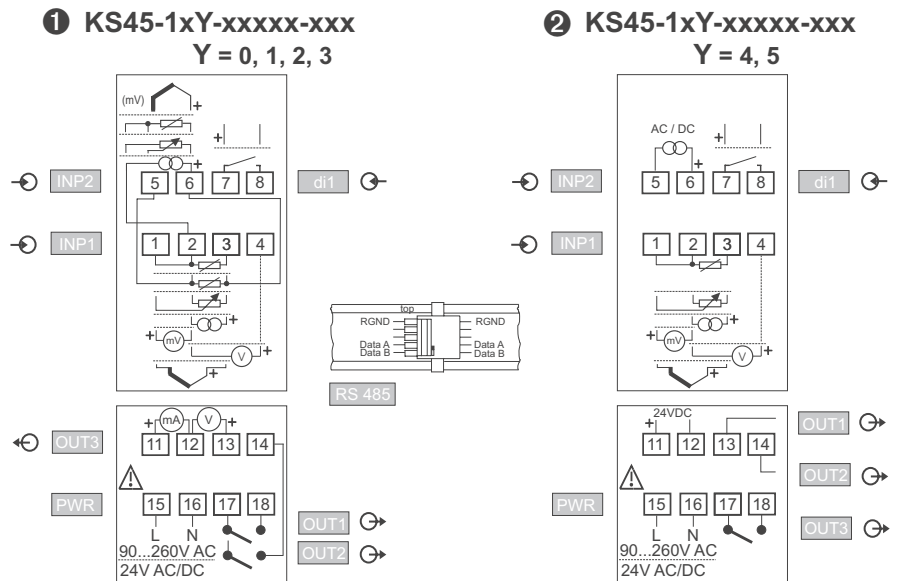 ❶ KS45-1xY-xxxxx-xxx
Y = 0, 1, 2, 3
(mV)
+
+
+
INP2
5 6 7 8
di1
INP1
1 2 3 4
+
+
mV
V
+
+
top
RGND
RGND
Data A
Data A
Data B
Data B
RS 485
+
mA
V
+
OUT3
11 12 13 14
PWR
15 16 17 18
L N
90...260V AC
24V AC/DC
OUT1
OUT2
❷ KS45-1xY-xxxxx-xxx
Y = 4, 5
AC / DC
+
+
INP2
5 6 7 8
di1
INP1
1 2 3 4
+
+
mV
V
+
+
24VDC
+
11 12 13 14
OUT1
OUT2
PWR
15 16 17 18
OUT3
L N
90...260V AC
24V AC/DC